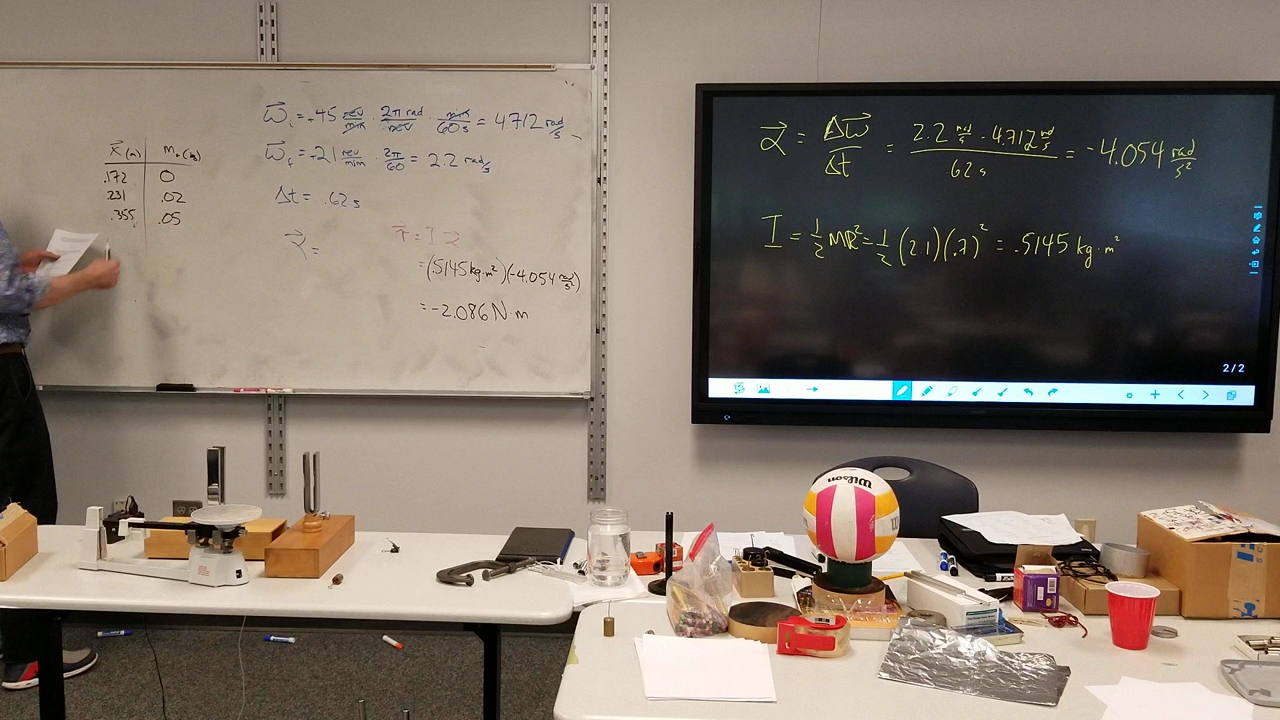 x⃗ (m) | m₊ (kg)
.172 | 0
.231 | .02
.355 | .05
ω⃗ᵢ = .45 rev/min · 2π rad/rev · min/60 s = 4.712 rad/s
ω⃗f = .21 rev/min · 2π/60 = 2.2 rad/s
Δt = .62 s
α⃗ =
τ⃗ = I α⃗
= (.5145 kg·m²)(-4.054 rad/s²)
= -2.086 N·m
α⃗ = Δω⃗/Δt = 2.2 rad/s - 4.712 rad/s / .62 s = -4.054 rad/s²
I = ½ MR² = ½ (2.1)(.7)² = .5145 kg·m²
2/2
Wilson